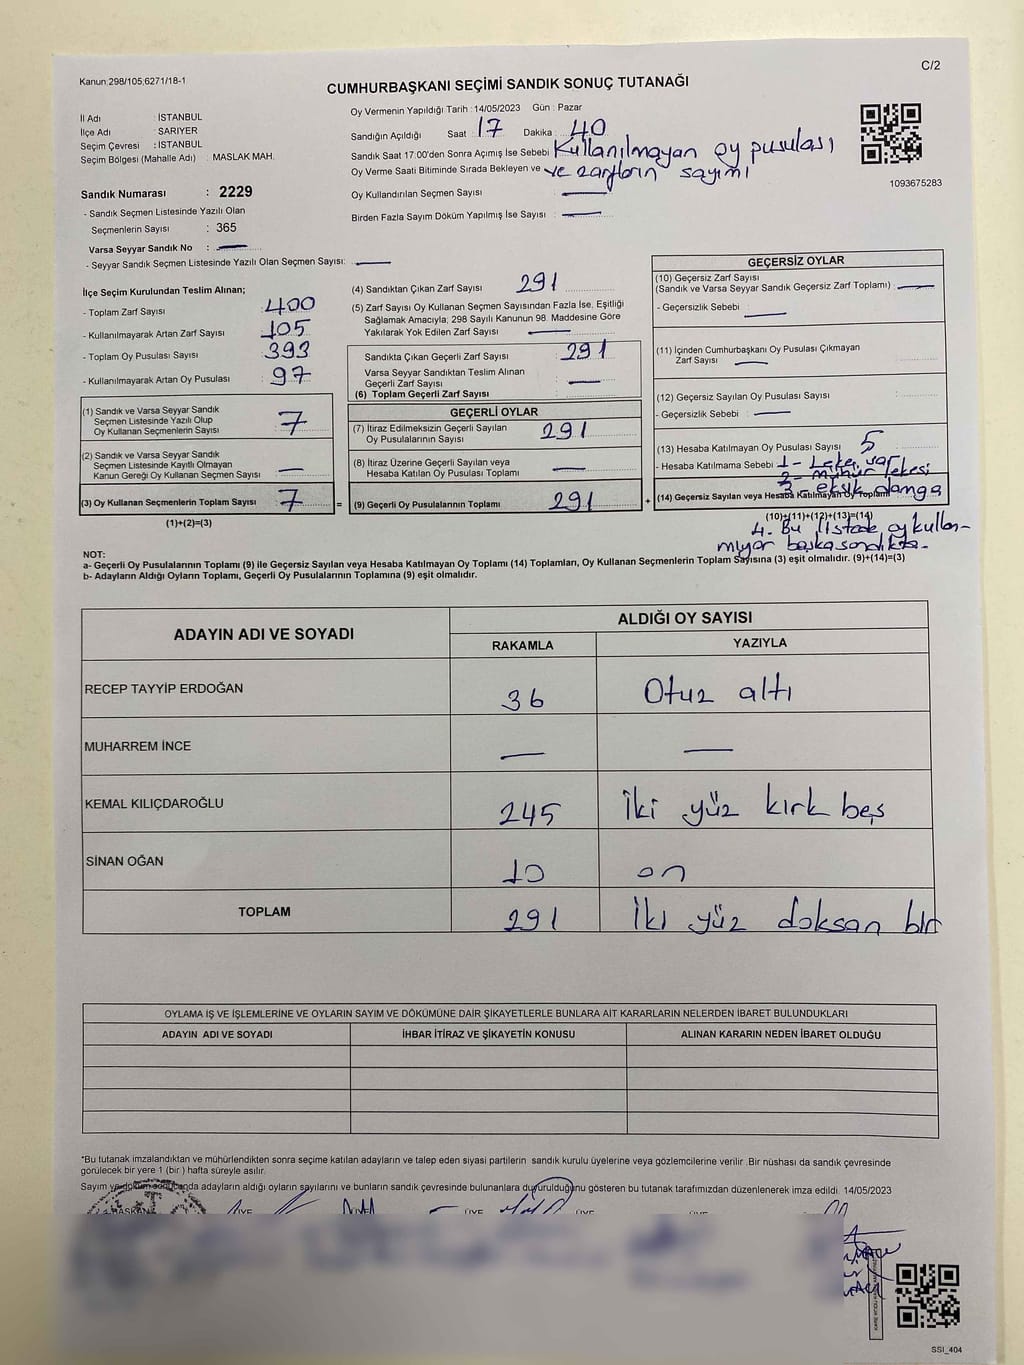 Kanun 298/105,6271/18-1
C/2
CUMHURBAŞKANI SEÇİMİ SANDIK SONUÇ TUTANAĞI
İl Adı : İSTANBUL
İlçe Adı : SARIYER
Seçim Çevresi : İSTANBUL
Seçim Bölgesi (Mahalle Adı) : MASLAK MAH.
Sandık Numarası : 2229
- Sandık Seçmen Listesinde Yazılı Olan
Seçmenlerin Sayısı : 365
Varsa Seyyar Sandık No : —
- Seyyar Sandık Seçmen Listesinde Yazılı Olan Seçmen Sayısı: —
Oy Vermenin Yapıldığı Tarih : 14/05/2023 Gün : Pazar
Sandığın Açıldığı Saat : 17 Dakika : 40
Sandık Saat 17:00'den Sonra Açımış İse Sebebi Kullanılmayan oy pusulası
Oy Verme Saati Bitiminde Sırada Bekleyen ve ve zarfların sayımı
Oy Kullandırılan Seçmen Sayısı : —
Birden Fazla Sayım Döküm Yapılmış İse Sayısı : —
1093675283
İlçe Seçim Kurulundan Teslim Alınan;
- Toplam Zarf Sayısı : 400
- Kullanılmayarak Artan Zarf Sayısı : 105
- Toplam Oy Pusulası Sayısı : 393
- Kullanılmayarak Artan Oy Pusulası : 97
(1) Sandık ve Varsa Seyyar Sandık
Seçmen Listesinde Yazılı Olup
Oy Kullanan Seçmenlerin Sayısı : 7
(2) Sandık ve Varsa Seyyar Sandık
Seçmen Listesinde Kayıtlı Olmayan
Kanun Gereği Oy Kullanan Seçmen Sayısı : —
(3) Oy Kullanan Seçmenlerin Toplam Sayısı : 7 =
(1)+(2)=(3)
(4) Sandıktan Çıkan Zarf Sayısı : 291
(5) Zarf Sayısı Oy Kullanan Seçmen Sayısından Fazla İse, Eşitliği
Sağlamak Amacıyla; 298 Sayılı Kanunun 98. Maddesine Göre
Yakılarak Yok Edilen Zarf Sayısı : —
Sandıkta Çıkan Geçerli Zarf Sayısı : 291
Varsa Seyyar Sandıktan Teslim Alınan
Geçerli Zarf Sayısı : —
(6) Toplam Geçerli Zarf Sayısı :
GEÇERLİ OYLAR
(7) İtiraz Edilmeksizin Geçerli Sayılan
Oy Pusulalarının Sayısı : 291
(8) İtiraz Üzerine Geçerli Sayılan veya
Hesaba Katılan Oy Pusulası Toplamı : —
(9) Geçerli Oy Pusulalarının Toplamı : 291 +
GEÇERSİZ OYLAR
(10) Geçersiz Zarf Sayısı
(Sandık ve Varsa Seyyar Sandık Geçersiz Zarf Toplamı) : —
- Geçersizlik Sebebi : —
(11) İçinden Cumhurbaşkanı Oy Pusulası Çıkmayan
Zarf Sayısı : —
(12) Geçersiz Sayılan Oy Pusulası Sayısı :
- Geçersizlik Sebebi : —
(13) Hesaba Katılmayan Oy Pusulası Sayısı : 5
- Hesaba Katılmama Sebebi : 1- Leke var
2- mühür lekesi
3- eksik damga
(14) Geçersiz Sayılan veya Hesaba Katılmayan Oy Toplamı
(10)+(11)+(12)+(13)=(14)
4. Bu listede oy kullan-
mıyor başka sandıkta-
NOT:
a- Geçerli Oy Pusulalarının Toplamı (9) ile Geçersiz Sayılan veya Hesaba Katılmayan Oy Toplamı (14) Toplamları, Oy Kullanan Seçmenlerin Toplam Sayısına (3) eşit olmalıdır. (9)+(14)=(3)
b- Adayların Aldığı Oyların Toplamı, Geçerli Oy Pusulalarının Toplamına (9) eşit olmalıdır.
ADAYIN ADI VE SOYADI
ALDIĞI OY SAYISI
RAKAMLA YAZIYLA
RECEP TAYYİP ERDOĞAN 36 Otuz altı
MUHARREM İNCE — —
KEMAL KILIÇDAROĞLU 245 İki yüz kırk beş
SİNAN OĞAN 10 on
TOPLAM 291 İki yüz doksan bir
OYLAMA İŞ VE İŞLEMLERİNE VE OYLARIN SAYIM VE DÖKÜMÜNE DAİR ŞİKAYETLERLE BUNLARA AİT KARARLARIN NELERDEN İBARET BULUNDUKLARI
ADAYIN ADI VE SOYADI İHBAR İTİRAZ VE ŞİKAYETİN KONUSU ALINAN KARARIN NEDEN İBARET OLDUĞU
*Bu tutanak imzalandıktan ve mühürlendikten sonra seçime katılan adayların ve talep eden siyasi partilerin sandık kurulu üyelerine veya gözlemcilerine verilir .Bir nüshası da sandık çevresinde
görülecek bir yere 1 (bir ) hafta süreyle asılır.
Sayım ve döküm sonucanda adayların aldığı oyların sayılarını ve bunların sandık çevresinde bulunanlara duyurulduğunu gösteren bu tutanak tarafımızdan düzenlenerek imza edildi. 14/05/2023
BAŞKAN ÜYE ÜYE ÜYE ÜYE ÜYE
SSI_404